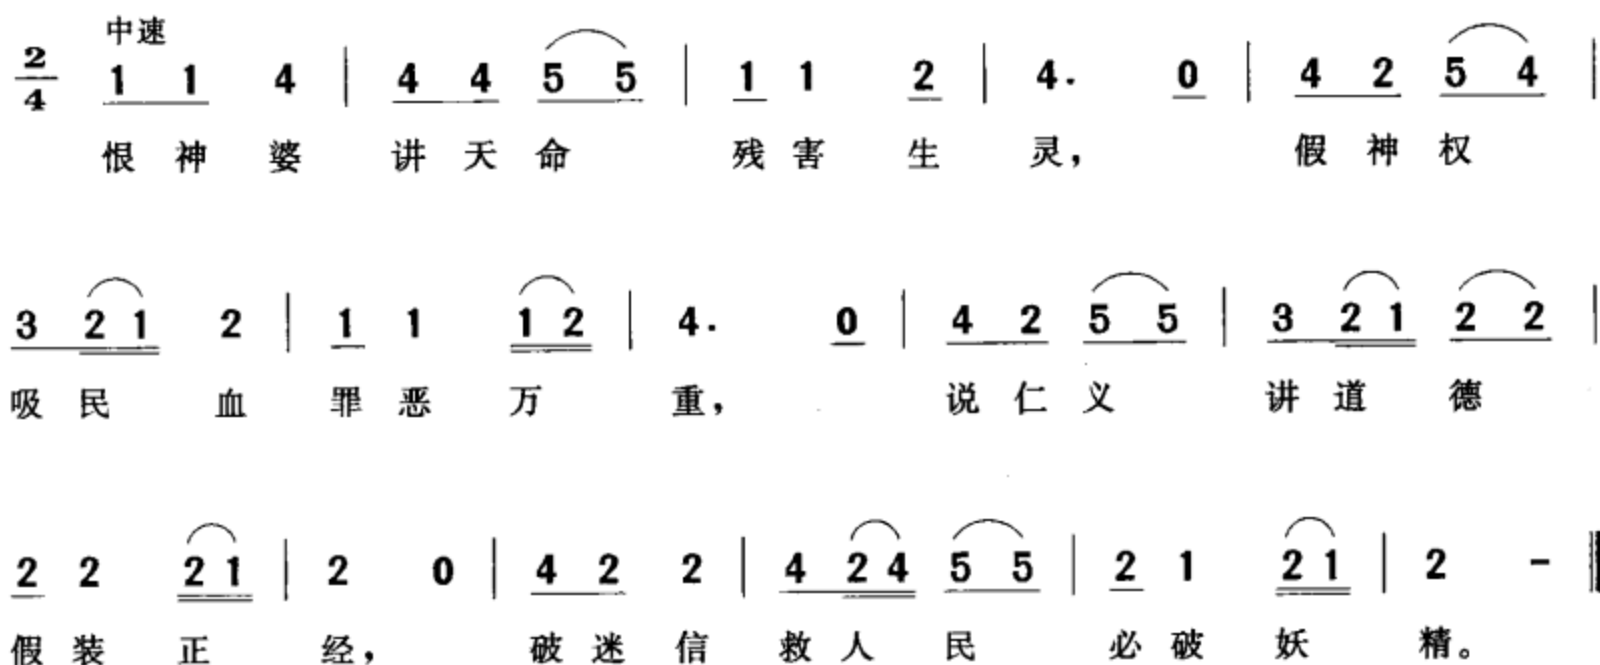 中速
2/4 1 1 4 | 4 4 5 5 | 1 1 2 | 4. 0 | 4 2 5 4 |
恨神婆 讲天命 残害生灵, 假神权
3 2 1 2 | 1 1 1 2 | 4. 0 | 4 2 5 5 | 3 2 1 2 2 |
吸民血 罪恶万重, 说仁义 讲道德
2 2 2 1 | 2 0 | 4 2 2 | 4 2 4 5 5 | 2 1 2 1 | 2 -
假装正经, 破迷信 救人民 必破妖精。